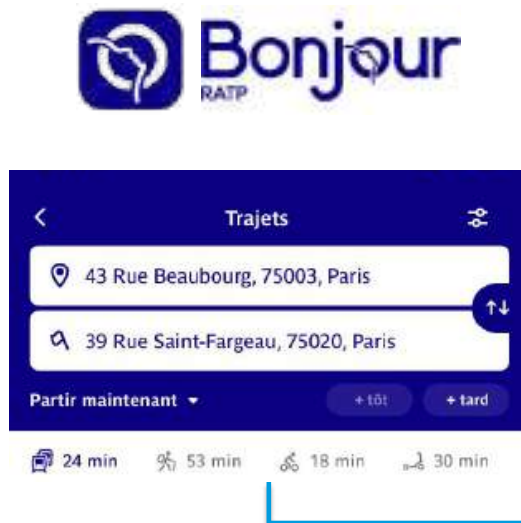 Bonjour
RATP
Trajets
43 Rue Beaubourg, 75003, Paris
39 Rue Saint-Fargeau, 75020, Paris
Partir maintenant + tôt + tard
24 min 53 min 18 min 30 min